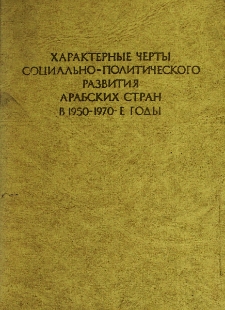 ХАРАКТЕРНЫЕ ЧЕРТЫ
СОЦИАЛЬНО-ПОЛИТИЧЕСКОГО
РАЗВИТИЯ
АРАБСКИХ СТРАН
В 1950-1970-Е ГОДЫ